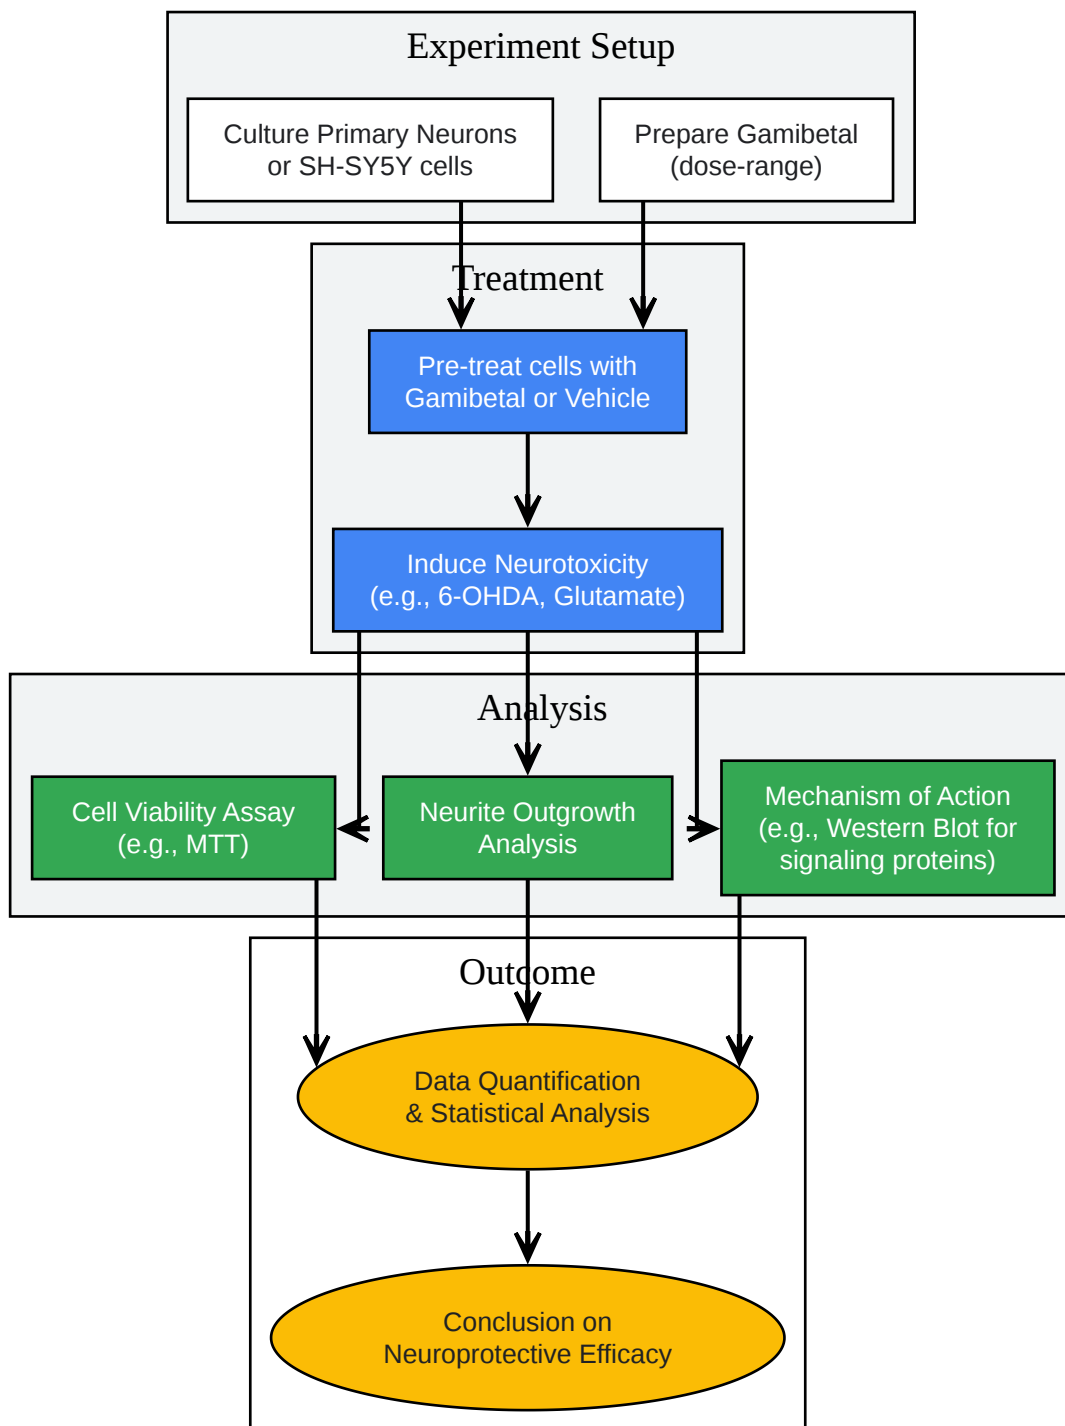 Experiment Setup
Culture Primary Neurons
or SH-SY5Y cells
Prepare Gamibetal
(dose-range)
Treatment
Pre-treat cells with
Gamibetal or Vehicle
Induce Neurotoxicity
(e.g., 6-OHDA, Glutamate)
Analysis
Cell Viability Assay
(e.g., MTT)
Neurite Outgrowth
Analysis
Mechanism of Action
(e.g., Western Blot for
signaling proteins)
Outcome
Data Quantification
& Statistical Analysis
Conclusion on
Neuroprotective Efficacy